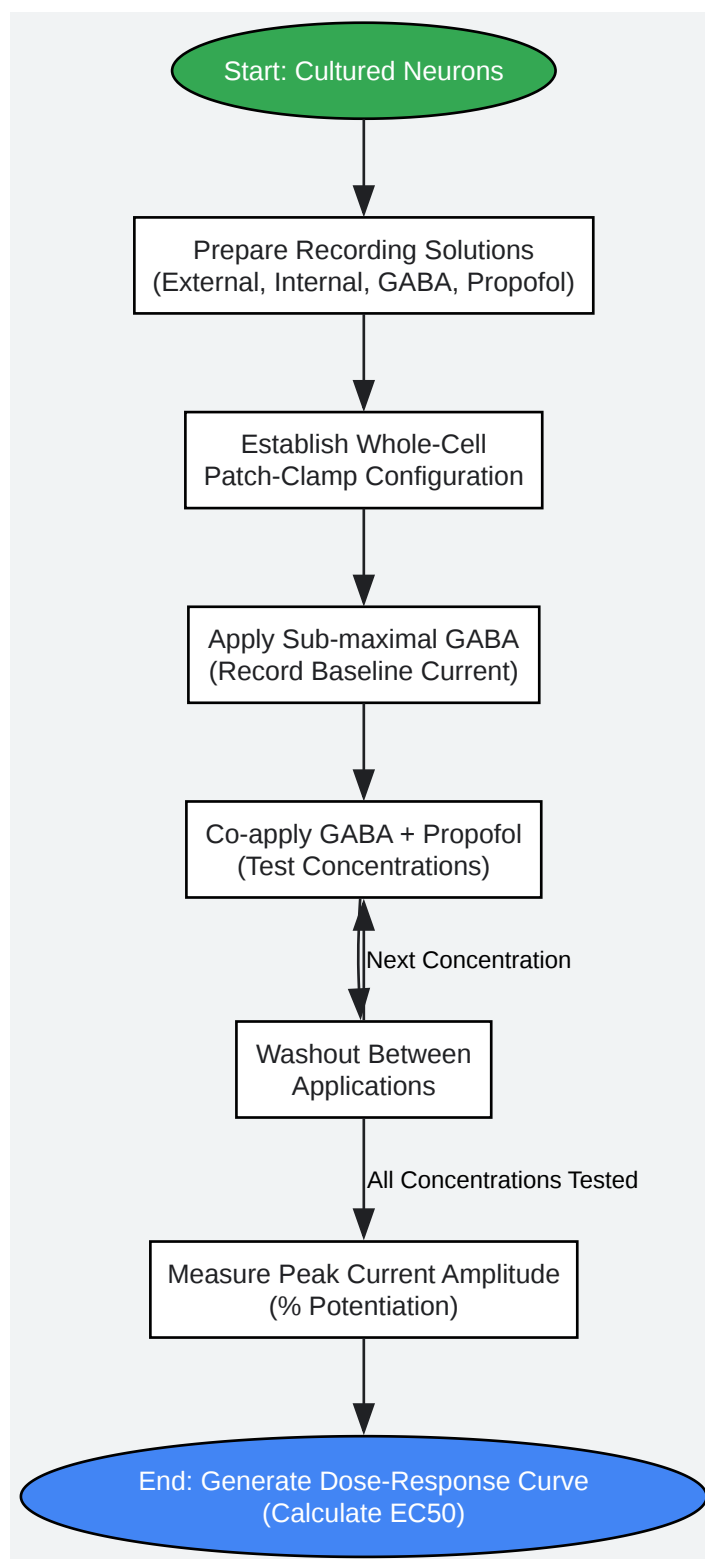 Start: Cultured Neurons
Prepare Recording Solutions
(External, Internal, GABA, Propofol)
Establish Whole-Cell
Patch-Clamp Configuration
Apply Sub-maximal GABA
(Record Baseline Current)
Co-apply GABA + Propofol
(Test Concentrations)
Next Concentration
Washout Between
Applications
All Concentrations Tested
Measure Peak Current Amplitude
(% Potentiation)
End: Generate Dose-Response Curve
(Calculate EC50)